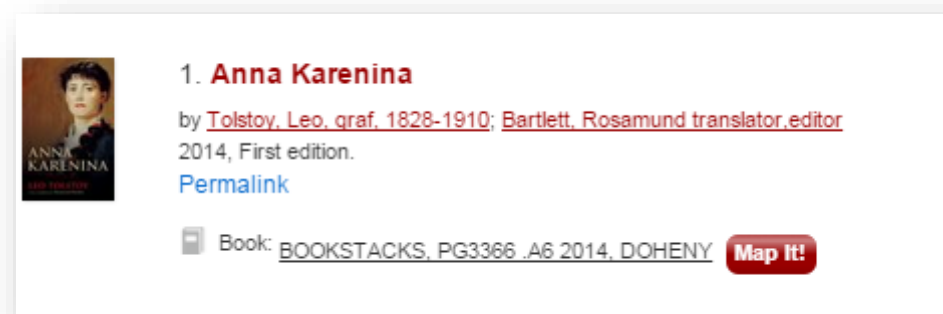 1. Anna Karenina
by Tolstoy, Leo, graf, 1828-1910; Bartlett, Rosamund translator,editor
2014, First edition.
Permalink
Book: BOOKSTACKS, PG3366 .A6 2014, DOHENY Map It!
ANNA
KARENINA
LEO TOLSTOY